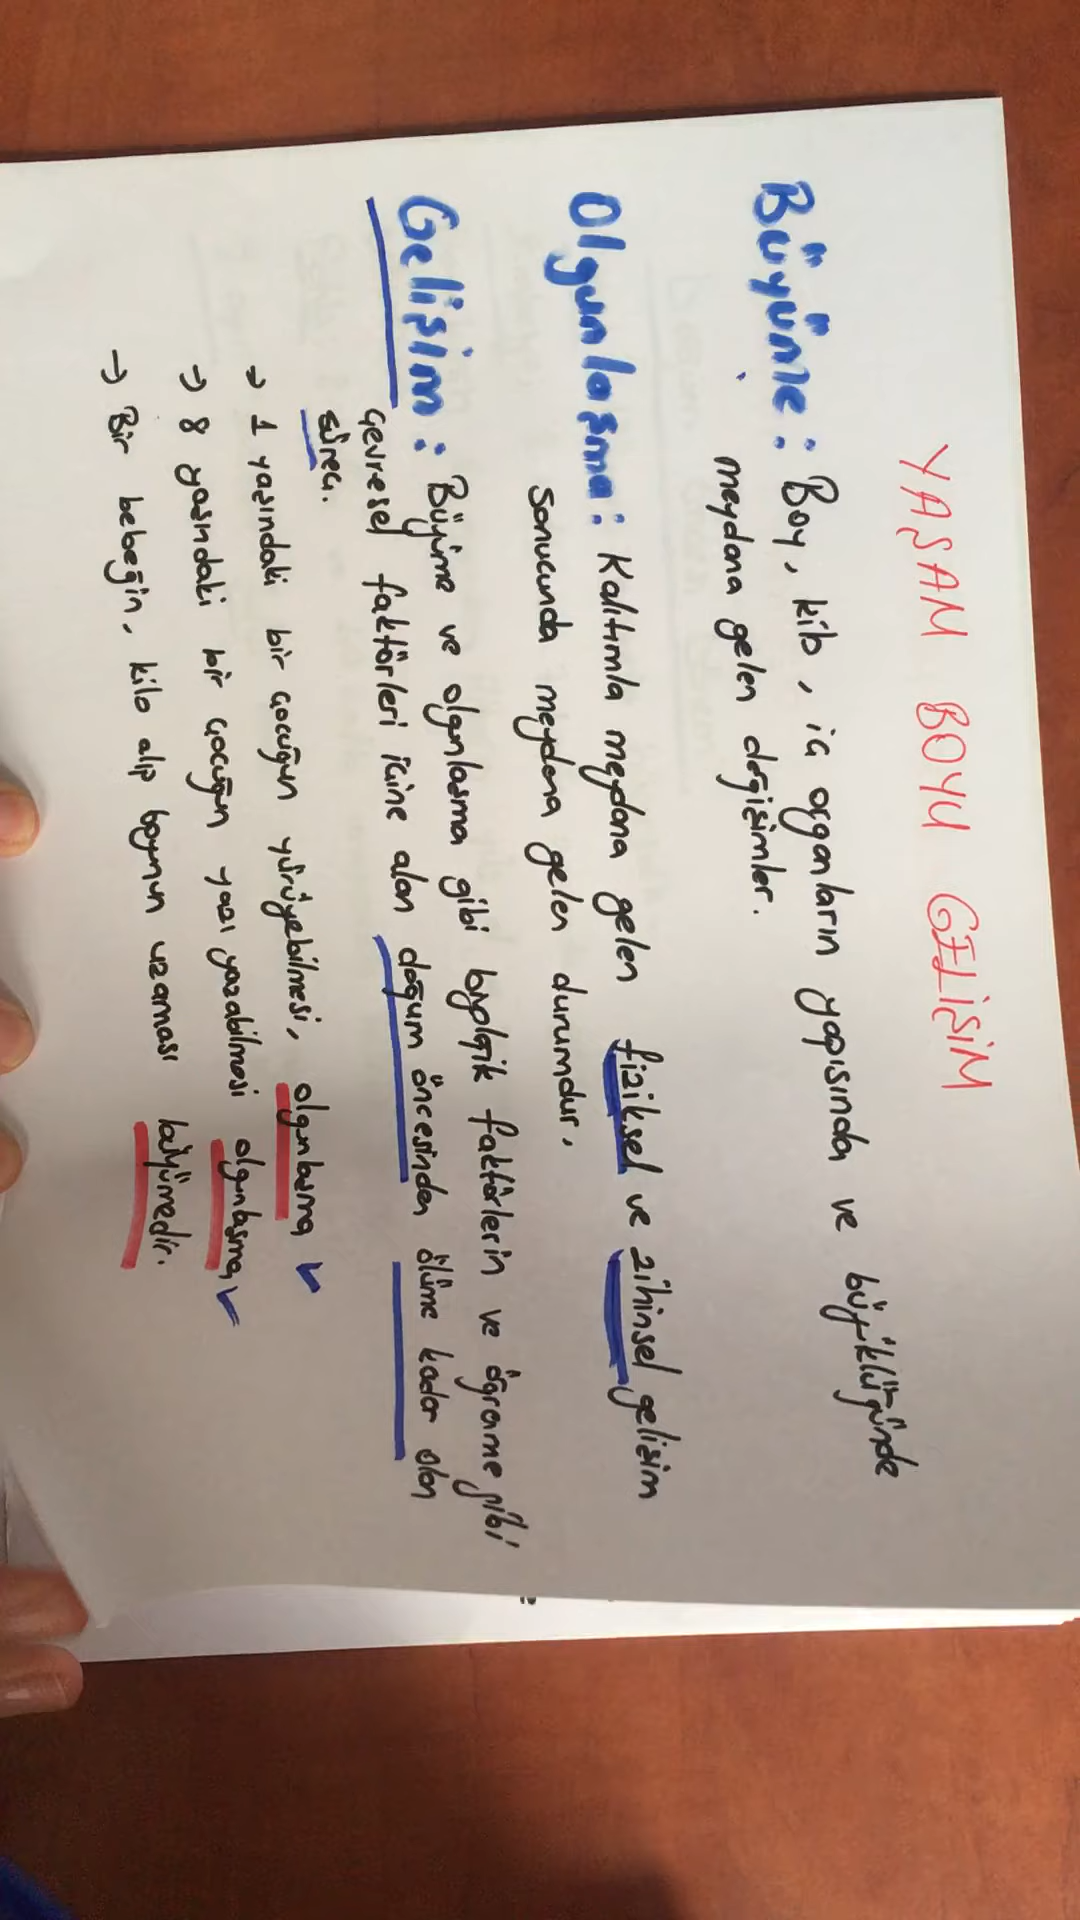 YAŞAM BOYU GELİŞİM
Büyüme: Boy, kilo, iç organların yapısında ve büyüklüğünde
meydana gelen değişimler.
Olgunlaşma: Kalıtımla meydana gelen fiziksel ve zihinsel gelişim
sonucunda meydana gelen durumdur.
Gelişim: Büyüme ve olgunlaşma gibi biyolojik faktörlerin ve öğrenme gibi
çevresel faktörleri içine alan doğum öncesinden ölüme kadar olan
süreç.
→ 1 yaşındaki bir çocuğun yürüyebilmesi, olgunlaşma ✓
→ 8 yaşındaki bir çocuğun yazı yazabilmesi olgunlaşma ✓
→ Bir bebeğin, kilo alıp boyunun uzaması büyümedir.